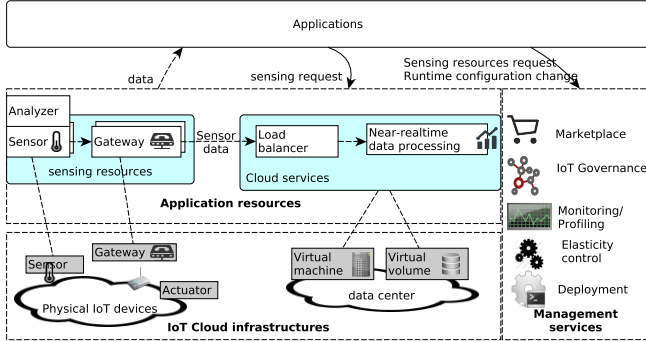 Applications
data
sensing request
Sensing resources request
Runtime configuration change
Analyzer
Sensor
Gateway
sensing resources
Sensor
data
Load
balancer
Near-realtime
data processing
Cloud services
Application resources
Marketplace
IoT Governance
Monitoring/
Profiling
Elasticity
control
Deployment
Management
services
Sensor
Gateway
Actuator
Physical IoT devices
Virtual
machine
Virtual
volume
data center
IoT Cloud infrastructures